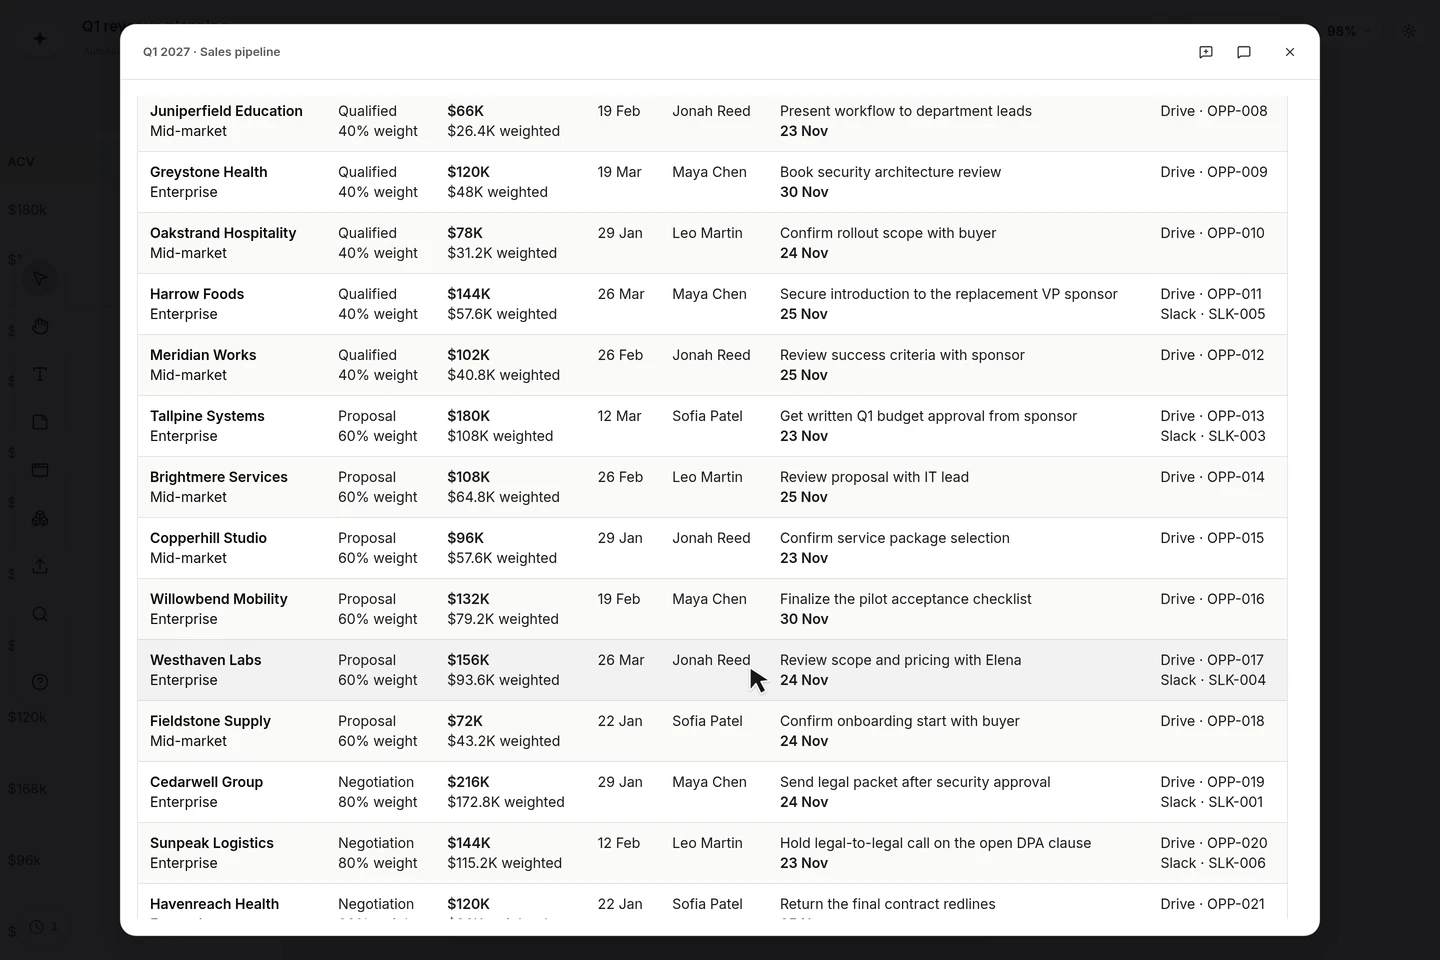 Q1 rev
98%
Q1 2027 · Sales pipeline
ACV
$180k
$120k
$168k
$96k
1
Juniperfield Education Qualified $66K 19 Feb Jonah Reed Present workflow to department leads Drive · OPP-008
Mid-market 40% weight $26.4K weighted 23 Nov
Greystone Health Qualified $120K 19 Mar Maya Chen Book security architecture review Drive · OPP-009
Enterprise 40% weight $48K weighted 30 Nov
Oakstrand Hospitality Qualified $78K 29 Jan Leo Martin Confirm rollout scope with buyer Drive · OPP-010
Mid-market 40% weight $31.2K weighted 24 Nov
Harrow Foods Qualified $144K 26 Mar Maya Chen Secure introduction to the replacement VP sponsor Drive · OPP-011
Enterprise 40% weight $57.6K weighted 25 Nov Slack · SLK-005
Meridian Works Qualified $102K 26 Feb Jonah Reed Review success criteria with sponsor Drive · OPP-012
Mid-market 40% weight $40.8K weighted 25 Nov
Tallpine Systems Proposal $180K 12 Mar Sofia Patel Get written Q1 budget approval from sponsor Drive · OPP-013
Enterprise 60% weight $108K weighted 23 Nov Slack · SLK-003
Brightmere Services Proposal $108K 26 Feb Leo Martin Review proposal with IT lead Drive · OPP-014
Mid-market 60% weight $64.8K weighted 25 Nov
Copperhill Studio Proposal $96K 29 Jan Jonah Reed Confirm service package selection Drive · OPP-015
Mid-market 60% weight $57.6K weighted 23 Nov
Willowbend Mobility Proposal $132K 19 Feb Maya Chen Finalize the pilot acceptance checklist Drive · OPP-016
Enterprise 60% weight $79.2K weighted 30 Nov
Westhaven Labs Proposal $156K 26 Mar Jonah Reed Review scope and pricing with Elena Drive · OPP-017
Enterprise 60% weight $93.6K weighted 24 Nov Slack · SLK-004
Fieldstone Supply Proposal $72K 22 Jan Sofia Patel Confirm onboarding start with buyer Drive · OPP-018
Mid-market 60% weight $43.2K weighted 24 Nov
Cedarwell Group Negotiation $216K 29 Jan Maya Chen Send legal packet after security approval Drive · OPP-019
Enterprise 80% weight $172.8K weighted 24 Nov Slack · SLK-001
Sunpeak Logistics Negotiation $144K 12 Feb Leo Martin Hold legal-to-legal call on the open DPA clause Drive · OPP-020
Enterprise 80% weight $115.2K weighted 23 Nov Slack · SLK-006
Havenreach Health Negotiation $120K 22 Jan Sofia Patel Return the final contract redlines Drive · OPP-021